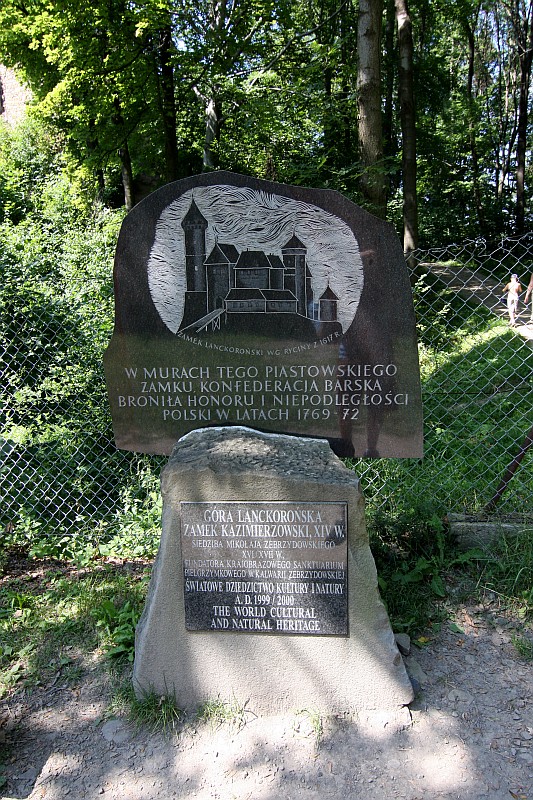 ZAMEK LANCKOROŃSKI W.G. RYCINY Z 1617 R.
W MURACH TEGO PIASTOWSKIEGO
ZAMKU, KONFEDERACJA BARSKA
BRONIŁA HONORU I NIEPODLEGŁOŚCI
POLSKI W LATACH 1769-72
GÓRA LANCKOROŃSKA
ZAMEK KAZIMIERZOWSKI, XIV W.
SIEDZIBA MIKOŁAJA ZEBRZYDOWSKIEGO
XVI/XVII W.
FUNDATORA KRAJOBRAZOWEGO SANKTUARIUM
PIELGRZYMKOWEGO W KALWARII ZEBRZYDOWSKIEJ
ŚWIATOWE DZIEDZICTWO KULTURY I NATURY
A.D. 1999 / 2000
THE WORLD CULTURAL
AND NATURAL HERITAGE